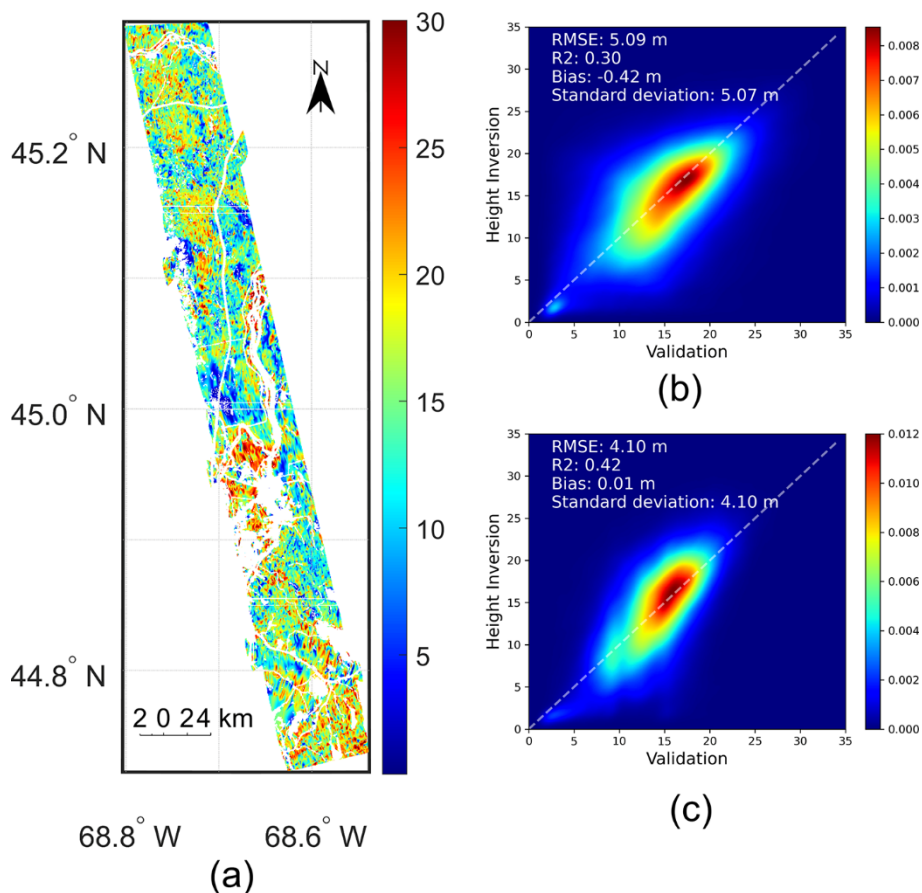 30
25
20
15
10
5
N
45.2° N
45.0° N
44.8° N
2 0 24 km
68.8° W
68.6° W
(a)
RMSE: 5.09 m
R2: 0.30
Bias: -0.42 m
Standard deviation: 5.07 m
Height Inversion
35
30
25
20
15
10
5
0
0 5 10 15 20 25 30 35
Validation
0.008
0.007
0.006
0.005
0.004
0.003
0.002
0.001
0.000
(b)
RMSE: 4.10 m
R2: 0.42
Bias: 0.01 m
Standard deviation: 4.10 m
Height Inversion
35
30
25
20
15
10
5
0
0 5 10 15 20 25 30 35
Validation
0.012
0.010
0.008
0.006
0.004
0.002
0.000
(c)